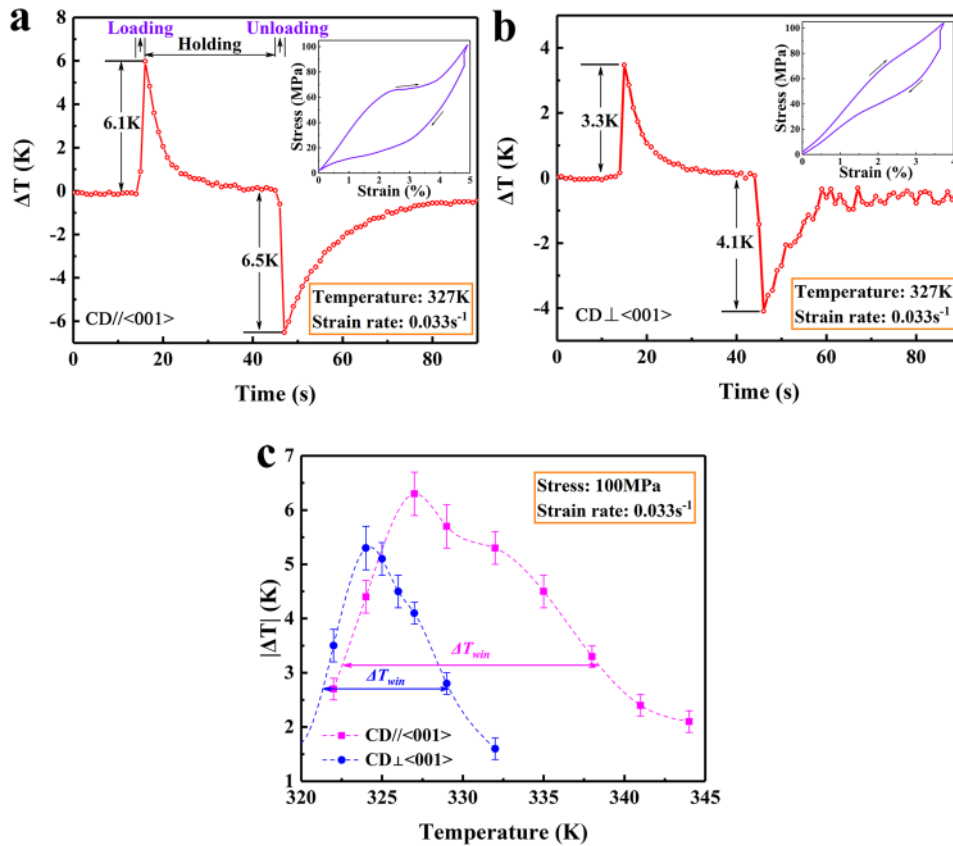 a
Loading
Unloading
Holding
6.1K
6.5K
ΔT (K)
8
6
4
2
0
-2
-4
-6
0 20 40 60 80
Time (s)
CD//<001>
Temperature: 327K
Strain rate: 0.033s⁻¹
Stress (MPa)
100
80
60
40
20
0
0 1 2 3 4 5
Strain (%)
b
3.3K
4.1K
ΔT (K)
4
2
0
-2
-4
0 20 40 60 80
Time (s)
CD⊥<001>
Temperature: 327K
Strain rate: 0.033s⁻¹
Stress (MPa)
100
80
60
40
20
0
0 1 2 3 4
Strain (%)
c
Stress: 100MPa
Strain rate: 0.033s⁻¹
|ΔT| (K)
7
6
5
4
3
2
1
ΔTwin
ΔTwin
CD//<001>
CD⊥<001>
320 325 330 335 340 345
Temperature (K)